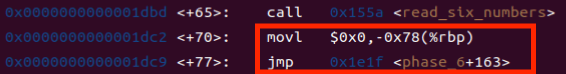 0x0000000000001dbd <+65>: call 0x155a <read_six_numbers>
0x0000000000001dc2 <+70>: movl $0x0,-0x78(%rbp)
0x0000000000001dc9 <+77>: jmp 0x1e1f <phase_6+163>